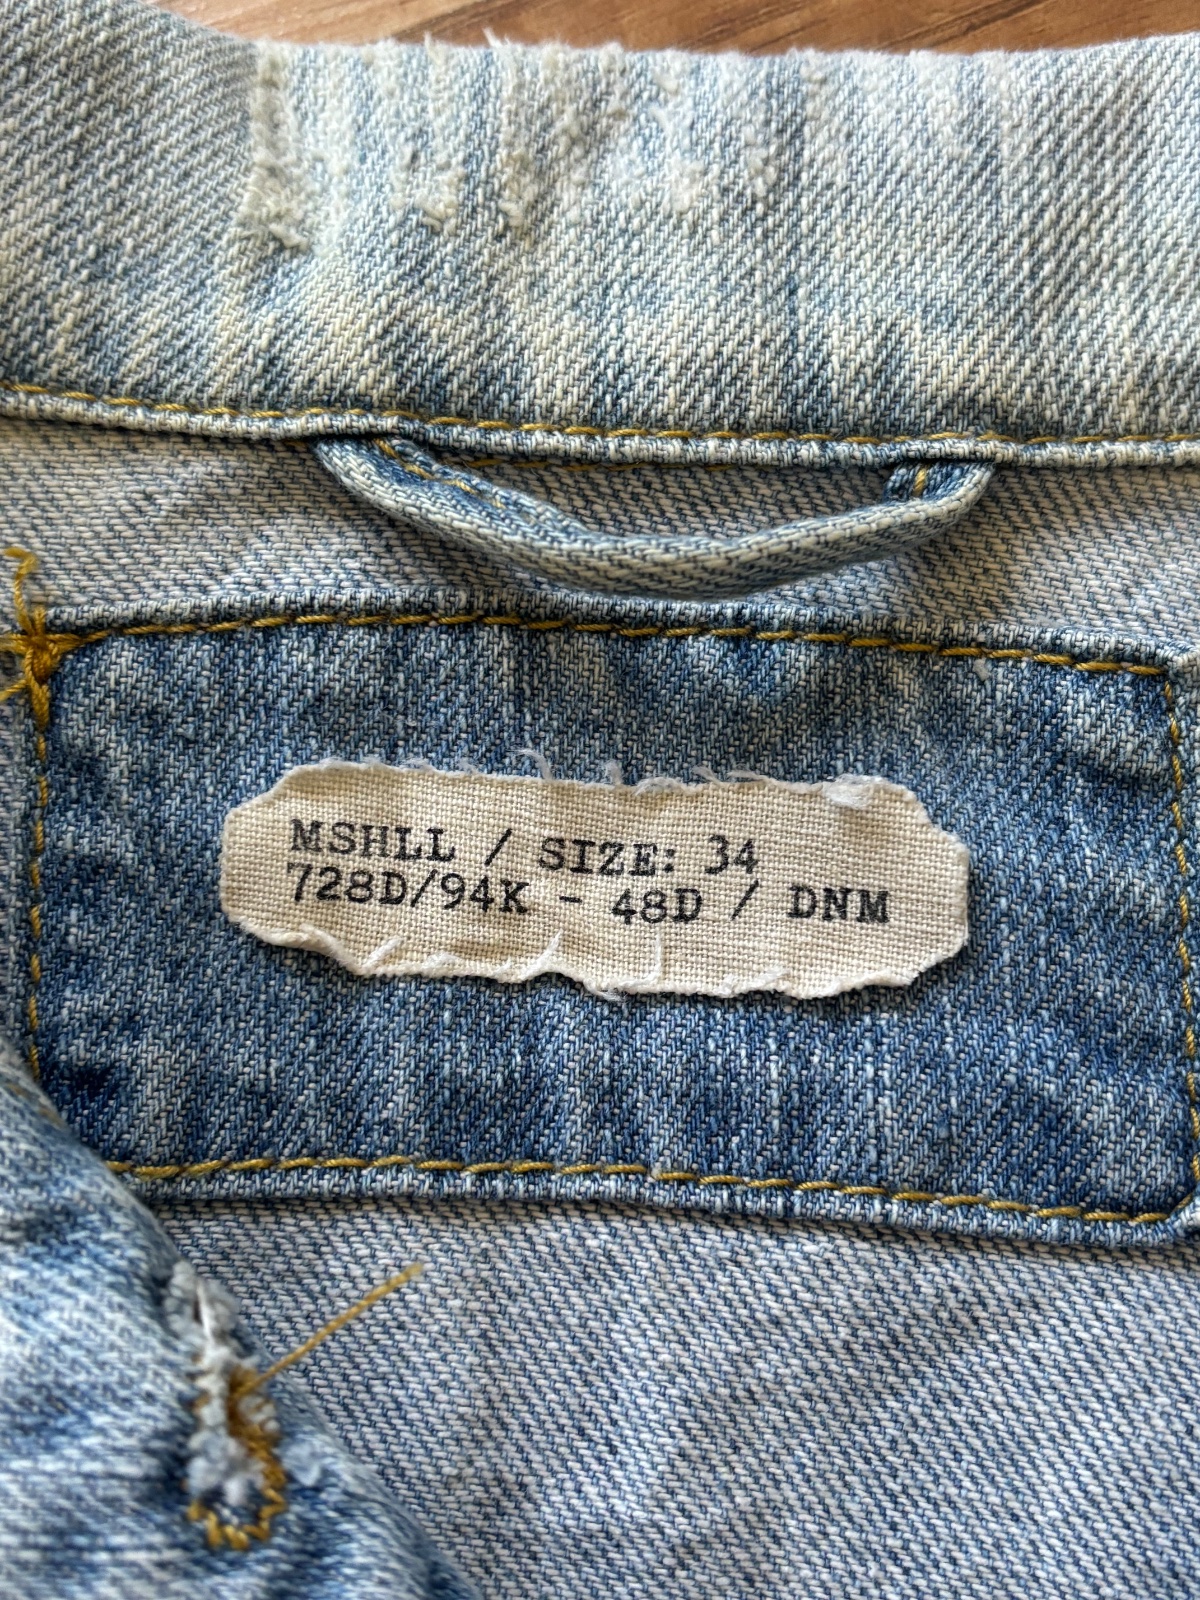 MSHLL / SIZE: 34
728D/94K - 48D / DNM